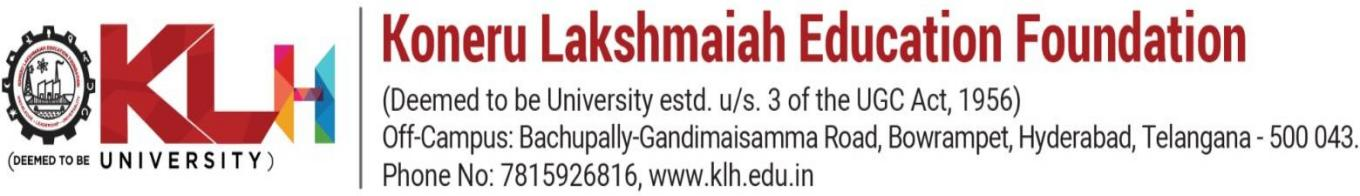 KLH
(DEEMED TO BE UNIVERSITY)
Koneru Lakshmaiah Education Foundation
(Deemed to be University estd. u/s. 3 of the UGC Act, 1956)
Off-Campus: Bachupally-Gandimaisamma Road, Bowrampet, Hyderabad, Telangana - 500 043.
Phone No: 7815926816, www.klh.edu.in